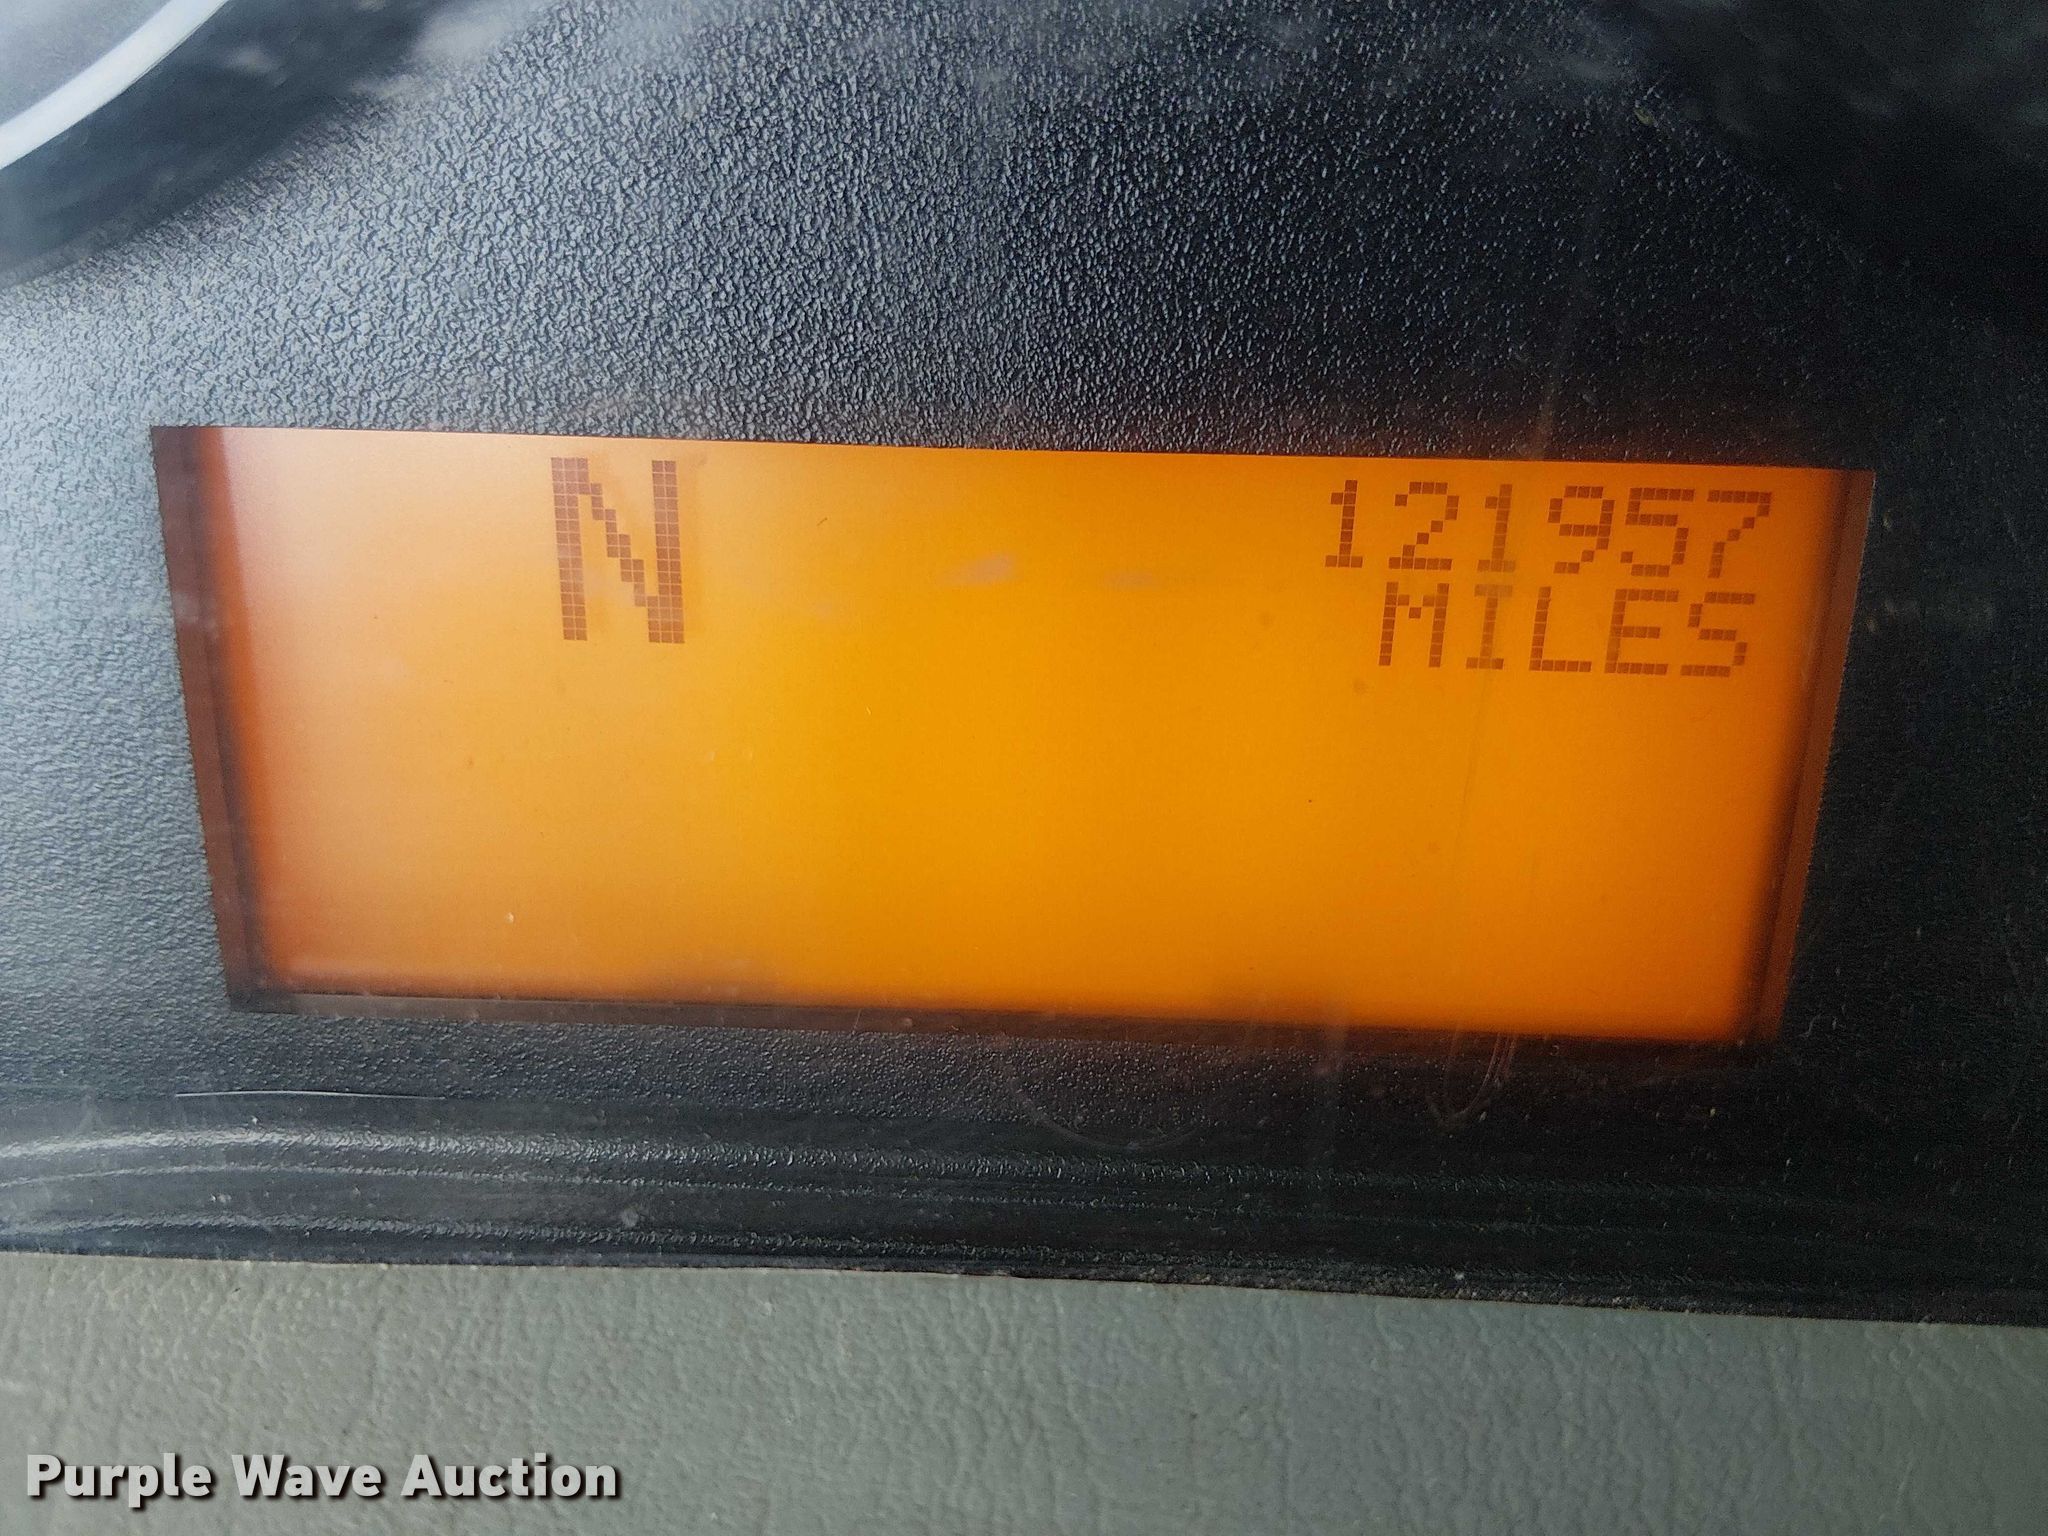 N
121957
MILES
Purple Wave Auction